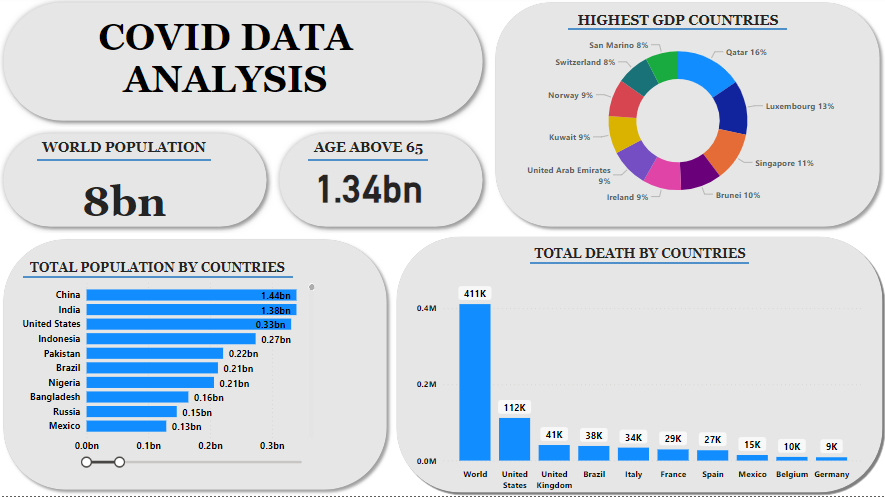 COVID DATA
ANALYSIS
WORLD POPULATION
8bn
AGE ABOVE 65
1.34bn
HIGHEST GDP COUNTRIES
San Marino 8%
Qatar 16%
Switzerland 8%
Norway 9%
Luxembourg 13%
Kuwait 9%
Singapore 11%
United Arab Emirates
9%
Ireland 9%
Brunei 10%
TOTAL POPULATION BY COUNTRIES
China 1.44bn
India 1.38bn
United States 0.33bn
Indonesia 0.27bn
Pakistan 0.22bn
Brazil 0.21bn
Nigeria 0.21bn
Bangladesh 0.16bn
Russia 0.15bn
Mexico 0.13bn
0.0bn 0.1bn 0.2bn 0.3bn
TOTAL DEATH BY COUNTRIES
0.4M
0.2M
0.0M
411K
112K
41K
38K
34K
29K
27K
15K
10K
9K
World
United
States
United
Kingdom
Brazil
Italy
France
Spain
Mexico
Belgium
Germany